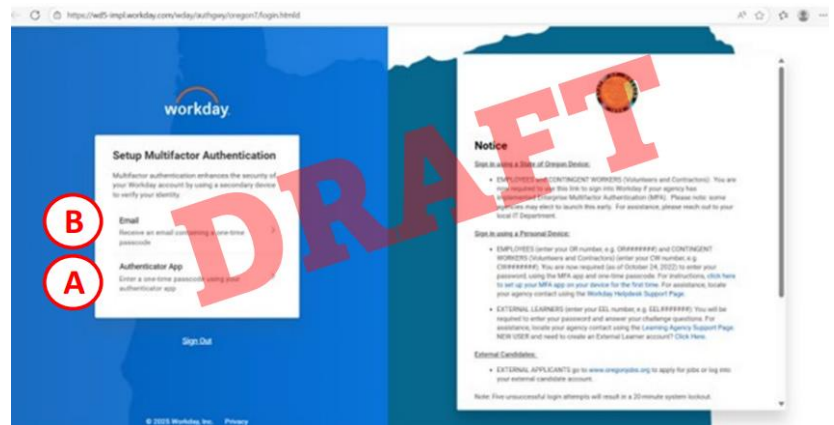 https://wd5-impl.workday.com/wday/authgwy/oregon7/login.htmld
workday.
Setup Multifactor Authentication
Multifactor authentication enhances the security of
your Workday account by using a secondary device
to verify your identity.
B
Email
Receive an email containing a one-time
passcode
A
Authenticator App
Enter a one-time passcode using your
authenticator app
Sign Out
© 2025 Workday, Inc. Privacy
DRAFT
Notice
Sign in using a State of Oregon Device:
• EMPLOYEES and CONTINGENT WORKERS (Volunteers and Contractors). You are
now required to use this link to sign into Workday if your agency has
implemented Enterprise Multifactor Authentication (MFA). Please note: some
agencies may elect to launch this early. For assistance, please reach out to your
local IT Department.
Sign in using a Personal Device:
• EMPLOYEES (enter your OR number, e.g. OR#######) and CONTINGENT
WORKERS (Volunteers and Contractors) (enter your CW number, e.g.
CW#######). You are now required (as of October 24, 2022) to enter your
password, using the MFA app and one-time passcode. For instructions, click here
to set up your MFA app on your device for the first time. For assistance, locate
your agency contact using the Workday Helpdesk Support Page.
• EXTERNAL LEARNERS (enter your EEL number, e.g. EEL#######) You will be
required to enter your password and answer your challenge questions. For
assistance, locate your agency contact using the Learning Agency Support Page.
NEW USER and need to create an External Learner account? Click Here.
External Candidates:
• EXTERNAL APPLICANTS go to www.oregonjobs.org to apply for jobs or log into
your external candidate account.
Note: Five unsuccessful login attempts will result in a 20-minute system lockout.